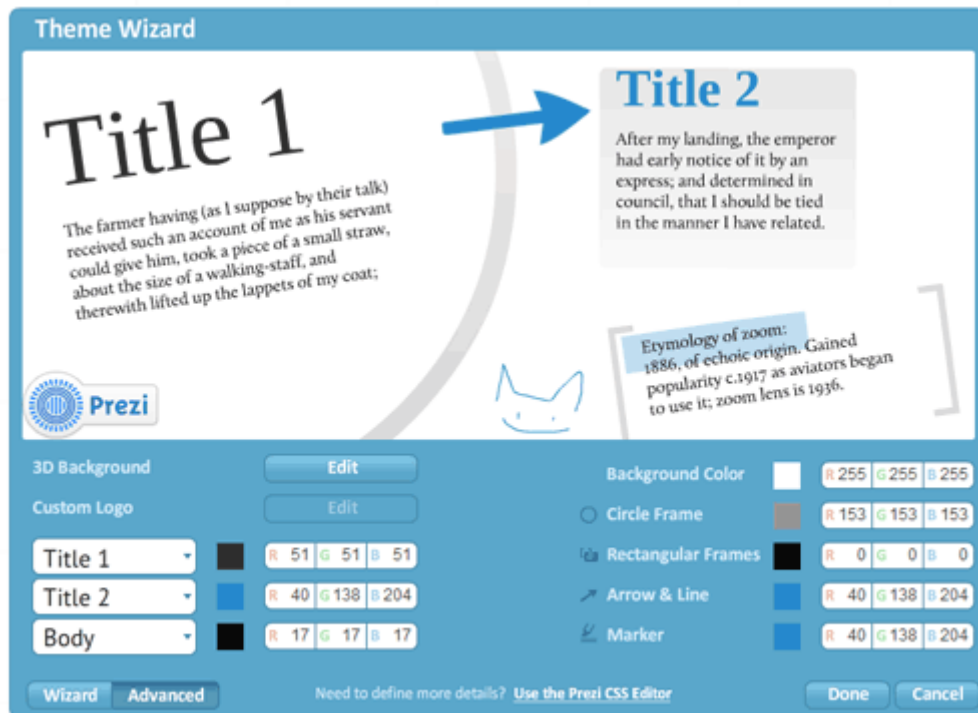 Theme Wizard
Title 1
The farmer having (as I suppose by their talk)
received such an account of me as his servant
could give him, took a piece of a small straw,
about the size of a walking-staff, and
therewith lifted up the lappets of my coat;
Title 2
After my landing, the emperor
had early notice of it by an
express; and determined in
council, that I should be tied
in the manner I have related.
Etymology of zoom:
1886, of echoic origin. Gained
popularity c.1917 as aviators began
to use it; zoom lens is 1936.
Prezi
3D Background Edit
Custom Logo Edit
Title 1 R 51 G 51 B 51
Title 2 R 40 G 138 B 204
Body R 17 G 17 B 17
Background Color R 255 G 255 B 255
Circle Frame R 153 G 153 B 153
Rectangular Frames R 0 G 0 B 0
Arrow & Line R 40 G 138 B 204
Marker R 40 G 138 B 204
Wizard Advanced Need to define more details? Use the Prezi CSS Editor Done Cancel